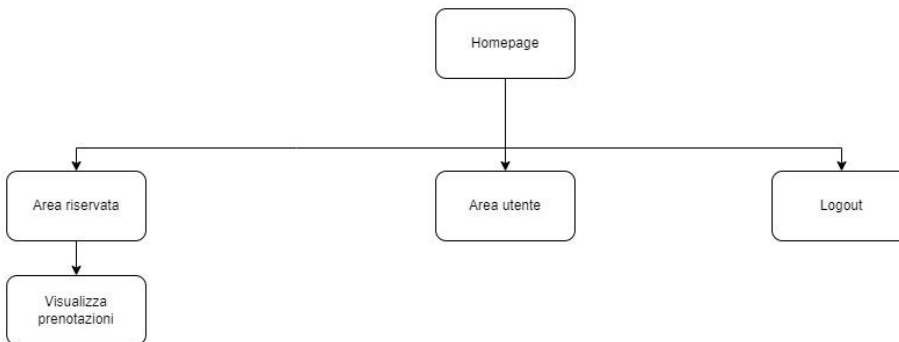 Homepage
Area riservata
Area utente
Logout
Visualizza
prenotazioni